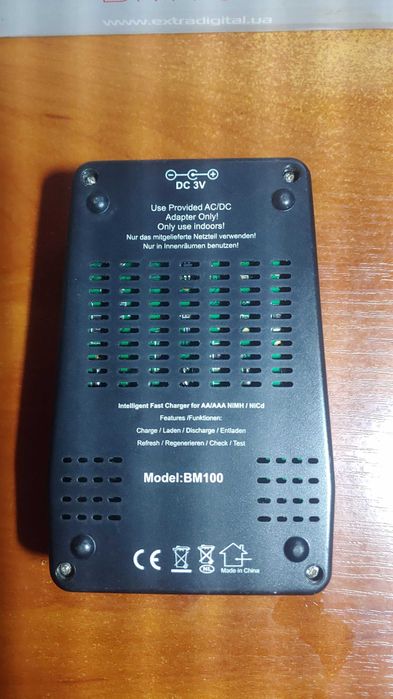 www.extradigital.ua
DC 3V
Use Provided AC/DC
Adapter Only!
Only use indoors!
Nur das mitgelieferte Netzteil verwenden!
Nur in Innenräumen benutzen!
Intelligent Fast Charger for AA/AAA NiMH / NiCd
Features /Funktionen:
Charge / Laden / Discharge / Entladen
Refresh / Regenerieren / Check / Test
Model:BM100
CE
NL
Made in China